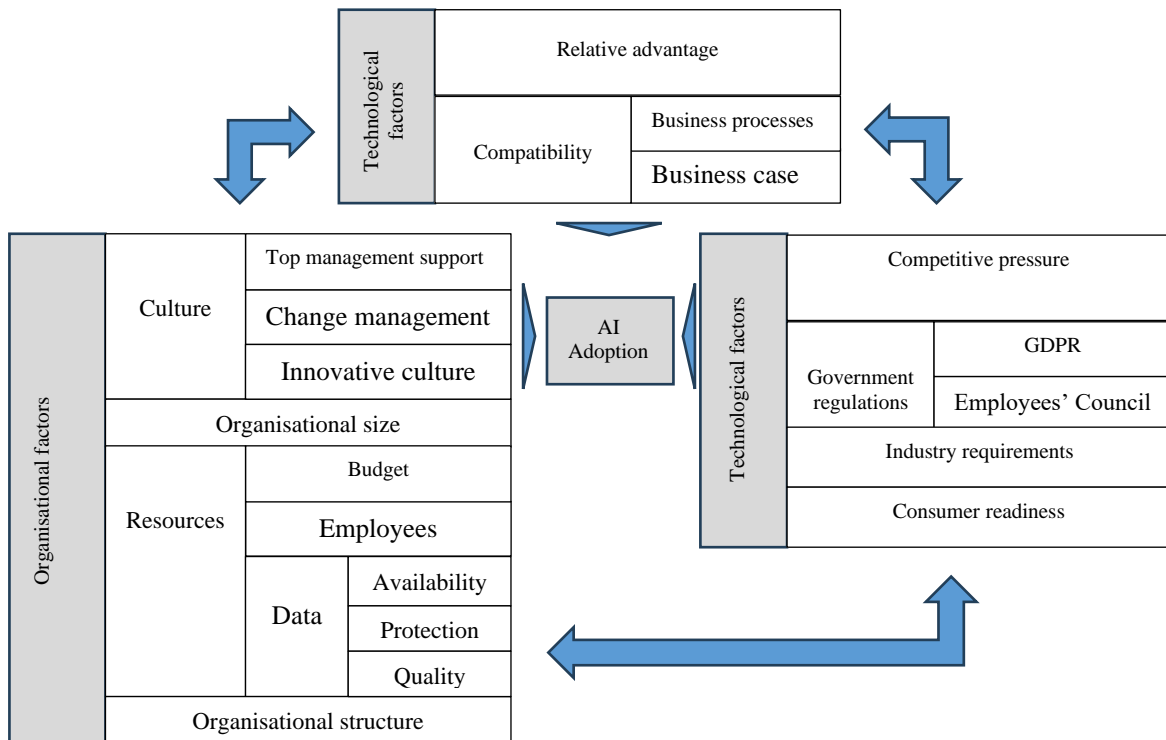 Technological
factors
Relative advantage
Compatibility
Business processes
Business case
Organisational factors
Culture
Top management support
Change management
Innovative culture
Organisational size
Resources
Budget
Employees
Data
Availability
Protection
Quality
Organisational structure
AI
Adoption
Technological factors
Competitive pressure
Government
regulations
GDPR
Employees’ Council
Industry requirements
Consumer readiness